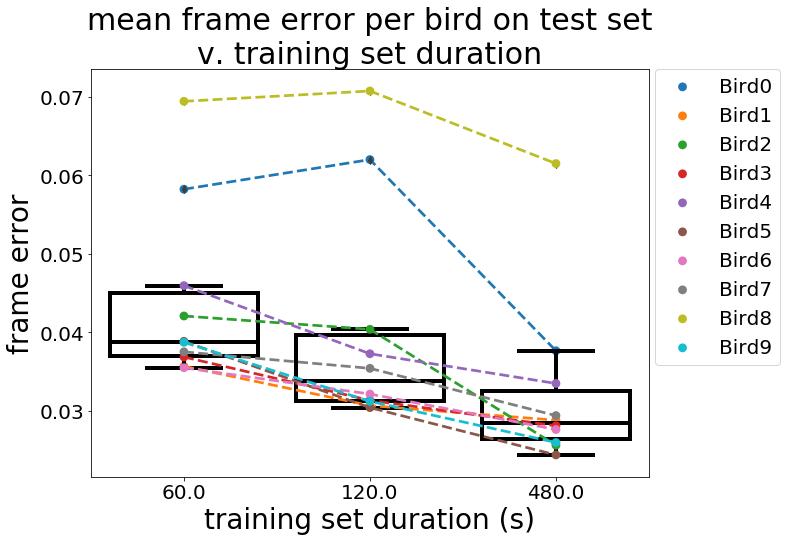 mean frame error per bird on test set
v. training set duration
frame error
0.07
0.06
0.05
0.04
0.03
60.0
120.0
480.0
training set duration (s)
Bird0
Bird1
Bird2
Bird3
Bird4
Bird5
Bird6
Bird7
Bird8
Bird9